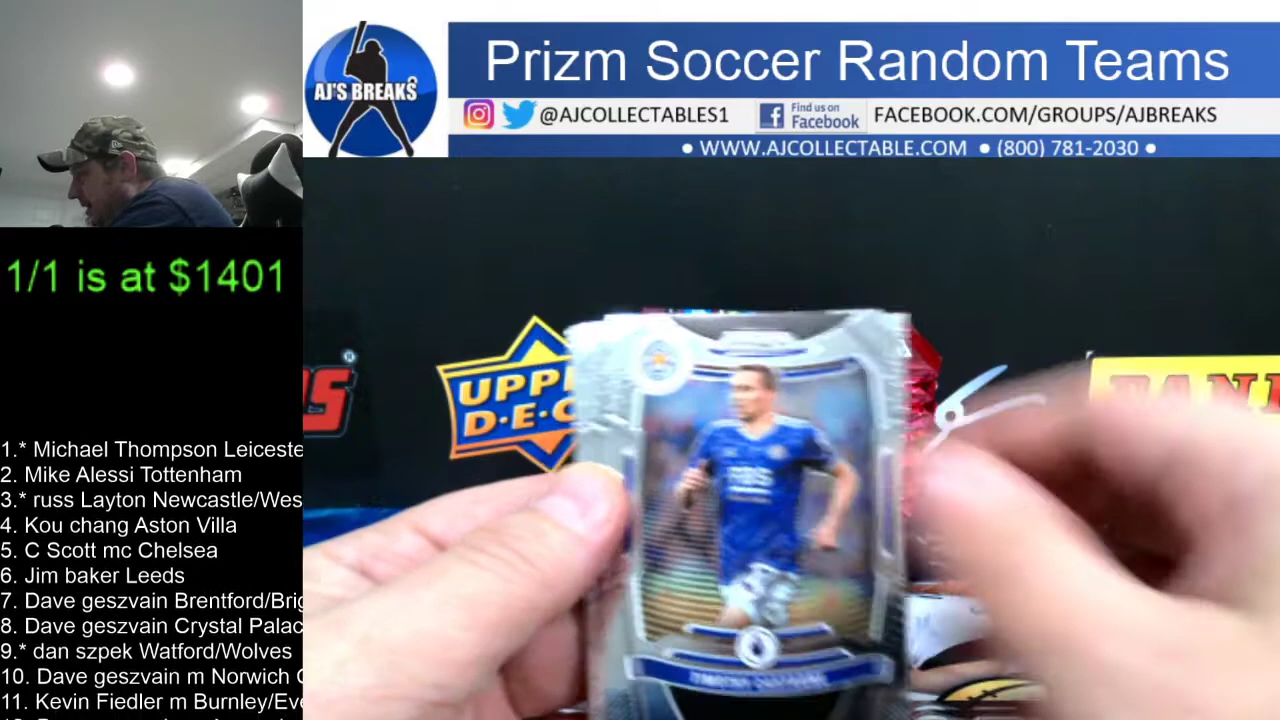 Prizm Soccer Random Teams
AJ'S BREAKS
@AJCOLLECTABLES1
Find us on
Facebook
FACEBOOK.COM/GROUPS/AJBREAKS
● WWW.AJCOLLECTABLE.COM ● (800) 781-2030 ●
1/1 is at $1401
UPP
D·E·C
PANI
1.* Michael Thompson Leiceste
2. Mike Alessi Tottenham
3.* russ Layton Newcastle/Wes
4. Kou chang Aston Villa
5. C Scott mc Chelsea
6. Jim baker Leeds
7. Dave geszvain Brentford/Brig
8. Dave geszvain Crystal Palac
9.* dan szpek Watford/Wolves
10. Dave geszvain m Norwich C
11. Kevin Fiedler m Burnley/Eve